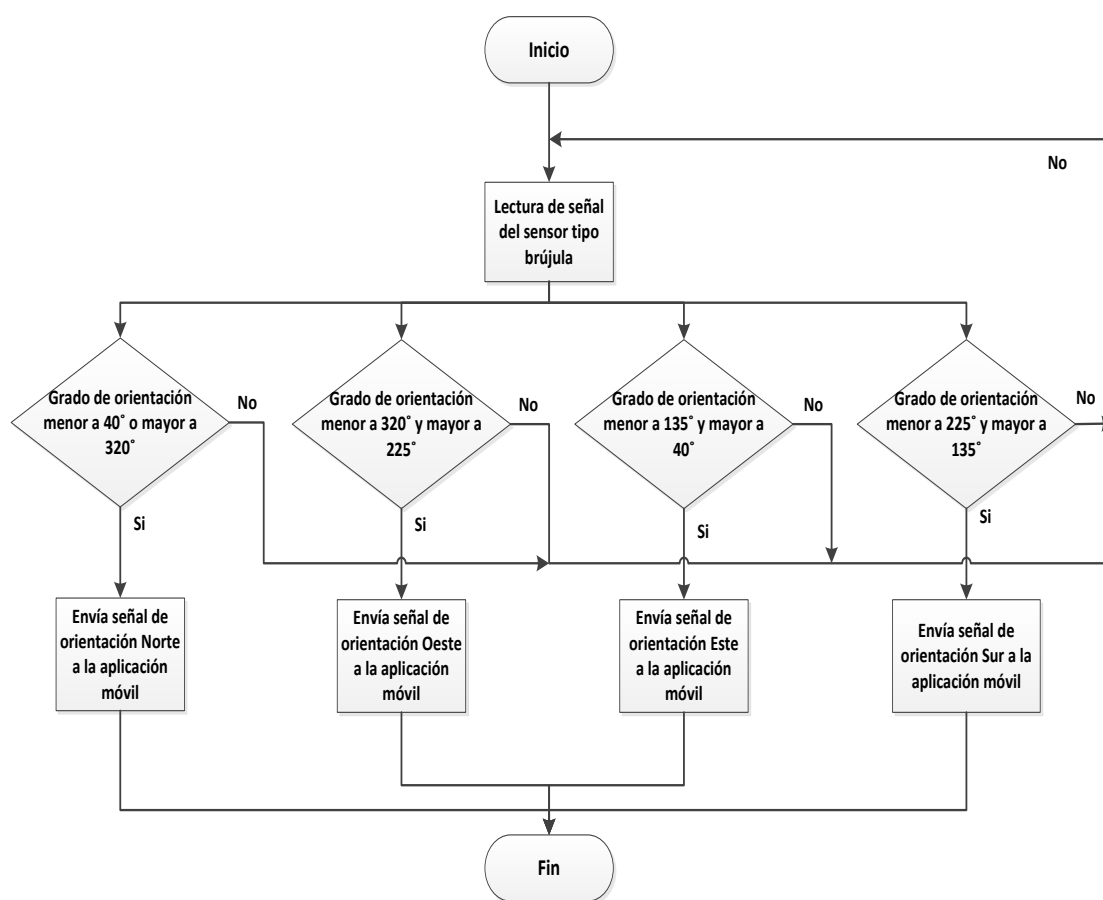 Inicio
No
Lectura de señal
del sensor tipo
brújula
Grado de orientación
menor a 40° o mayor a
320°
No
Si
Grado de orientación
menor a 320° y mayor a
225°
No
Si
Grado de orientación
menor a 135° y mayor a
40°
No
Si
Grado de orientación
menor a 225° y mayor a
135°
No
Si
Envía señal de
orientación Norte
a la aplicación
móvil
Envía señal de
orientación Oeste
a la aplicación
móvil
Envía señal de
orientación Este
a la aplicación
móvil
Envía señal de
orientación Sur a la
aplicación móvil
Fin